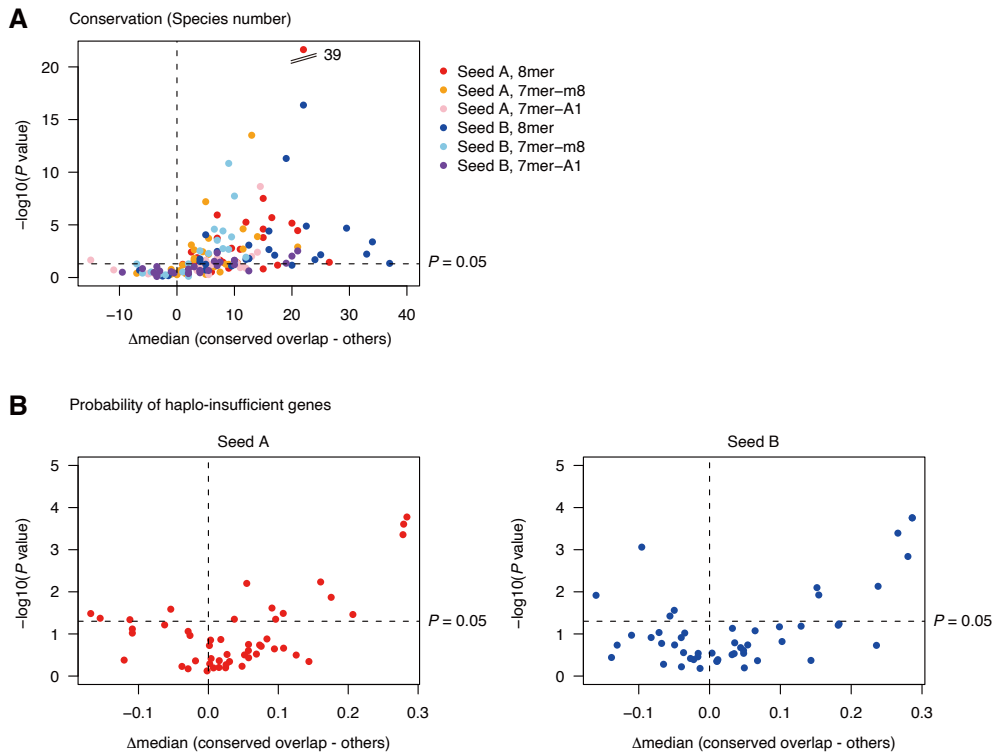 A
Conservation (Species number)
20
15
10
5
0
−log10(P value)
39
P = 0.05
−10 0 10 20 30 40
Δmedian (conserved overlap - others)
Seed A, 8mer
Seed A, 7mer−m8
Seed A, 7mer−A1
Seed B, 8mer
Seed B, 7mer−m8
Seed B, 7mer−A1
B
Probability of haplo-insufficient genes
Seed A
5
4
3
2
1
0
−log10(P value)
P = 0.05
−0.1 0.0 0.1 0.2 0.3
Δmedian (conserved overlap - others)
Seed B
5
4
3
2
1
0
−log10(P value)
P = 0.05
−0.1 0.0 0.1 0.2 0.3
Δmedian (conserved overlap - others)